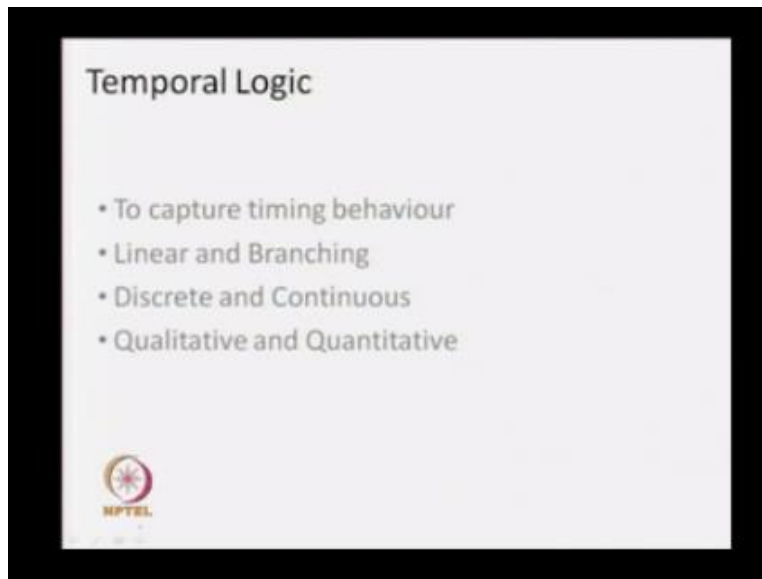 Temporal Logic
• To capture timing behaviour
• Linear and Branching
• Discrete and Continuous
• Qualitative and Quantitative
NPTEL